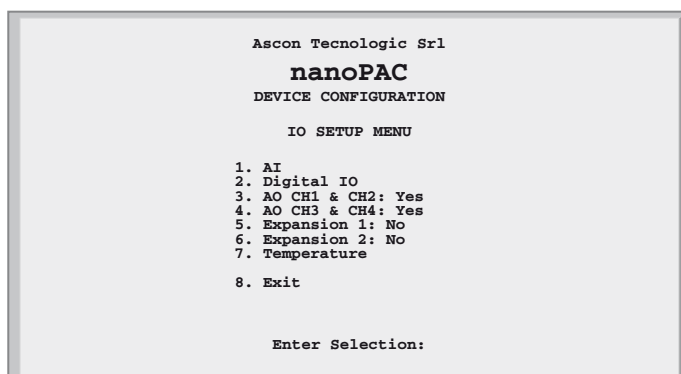 Ascon Tecnologic Srl
nanoPAC
DEVICE CONFIGURATION
IO SETUP MENU
1. AI
2. Digital IO
3. AO CH1 & CH2: Yes
4. AO CH3 & CH4: Yes
5. Expansion 1: No
6. Expansion 2: No
7. Temperature
8. Exit
Enter Selection: